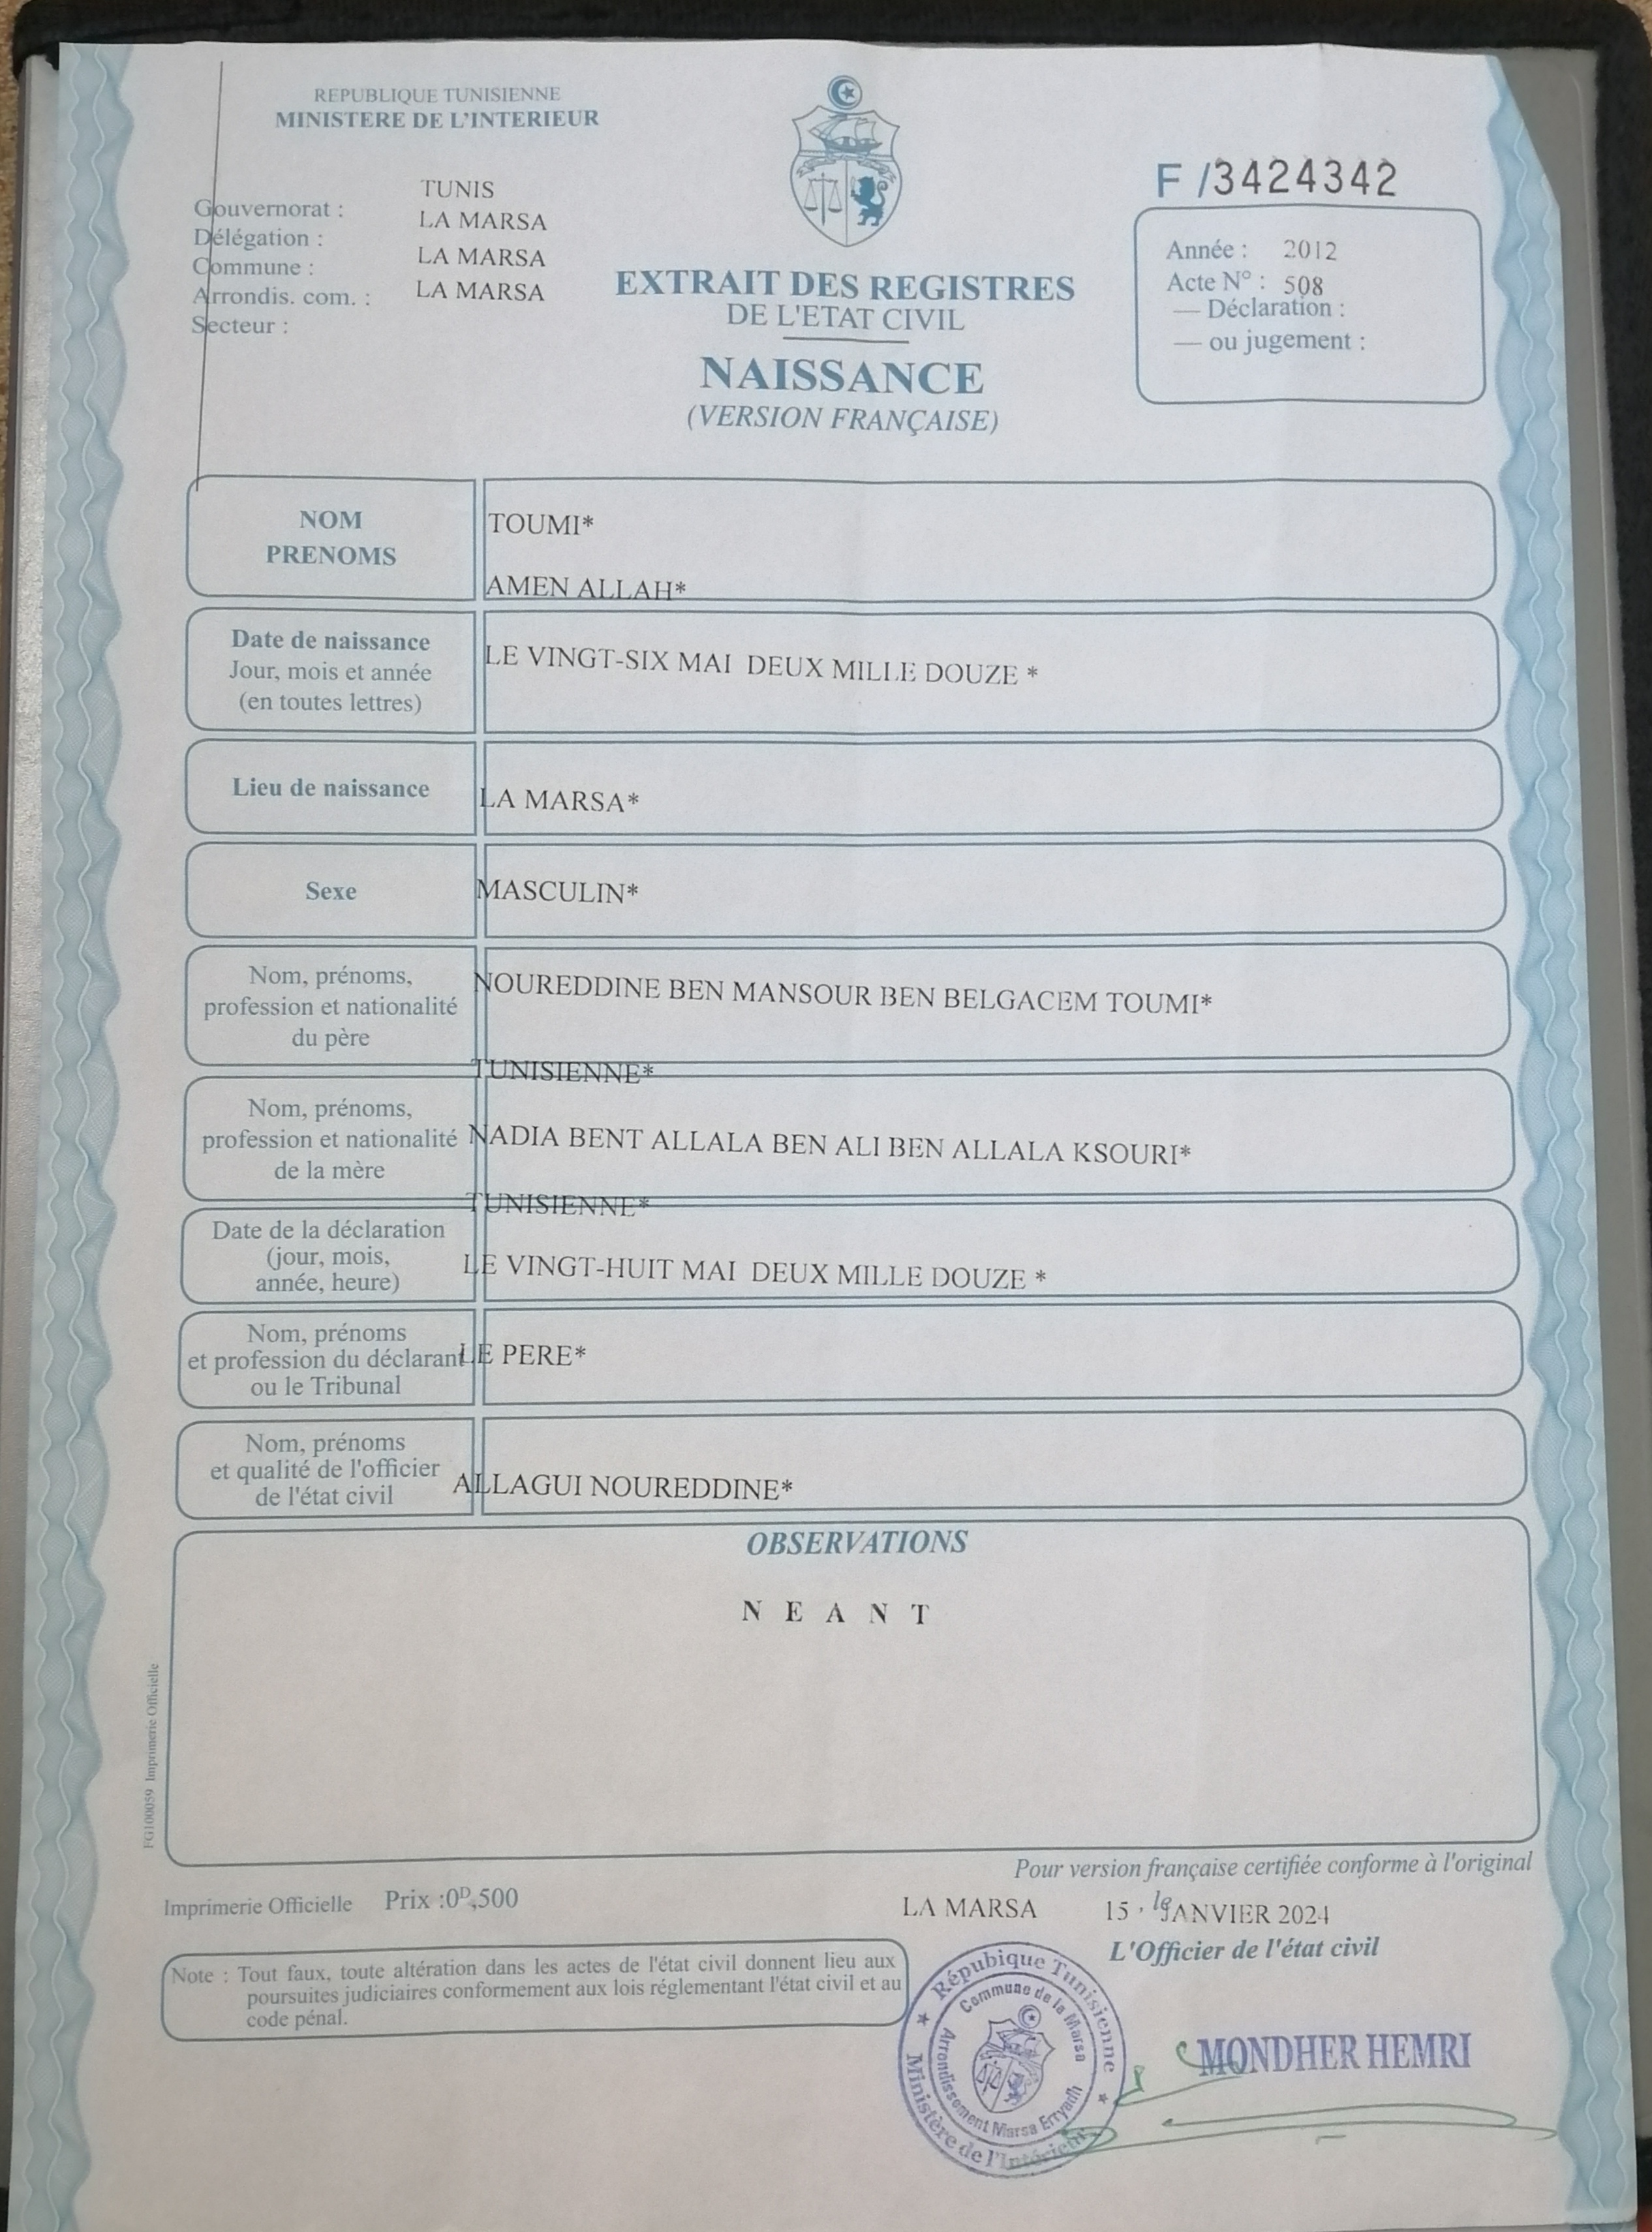 REPUBLIQUE TUNISIENNE
MINISTERE DE L'INTERIEUR
Gouvernorat : TUNIS
Délégation : LA MARSA
Commune : LA MARSA
Arrondis. com. : LA MARSA
Secteur :
EXTRAIT DES REGISTRES
DE L'ETAT CIVIL
NAISSANCE
(VERSION FRANÇAISE)
F /3424342
Année : 2012
Acte N° : 508
— Déclaration :
— ou jugement :
NOM
PRENOMS
TOUMI*
AMEN ALLAH*
Date de naissance
Jour, mois et année
(en toutes lettres)
LE VINGT-SIX MAI DEUX MILLE DOUZE *
Lieu de naissance
LA MARSA*
Sexe
MASCULIN*
Nom, prénoms,
profession et nationalité
du père
NOUREDDINE BEN MANSOUR BEN BELGACEM TOUMI*
TUNISIENNE*
Nom, prénoms,
profession et nationalité
de la mère
NADIA BENT ALLALA BEN ALI BEN ALLALA KSOURI*
TUNISIENNE*
Date de la déclaration
(jour, mois,
année, heure)
LE VINGT-HUIT MAI DEUX MILLE DOUZE *
Nom, prénoms
et profession du déclarant
ou le Tribunal
LE PERE*
Nom, prénoms
et qualité de l'officier
de l'état civil
ALLAGUI NOUREDDINE*
OBSERVATIONS
N E A N T
FG100059 Imprimerie Officielle
Pour version française certifiée conforme à l'original
Imprimerie Officielle Prix :0ᴰ,500
LA MARSA 15 , le JANVIER 2024
L'Officier de l'état civil
Note : Tout faux, toute altération dans les actes de l'état civil donnent lieu aux
poursuites judiciaires conformement aux lois réglementant l'état civil et au
code pénal.
Répubique Tunisienne
Commune de la Marsa
Arrondissement Marsa Erryadh
Ministère de l'Intérieur
MONDHER HEMRI